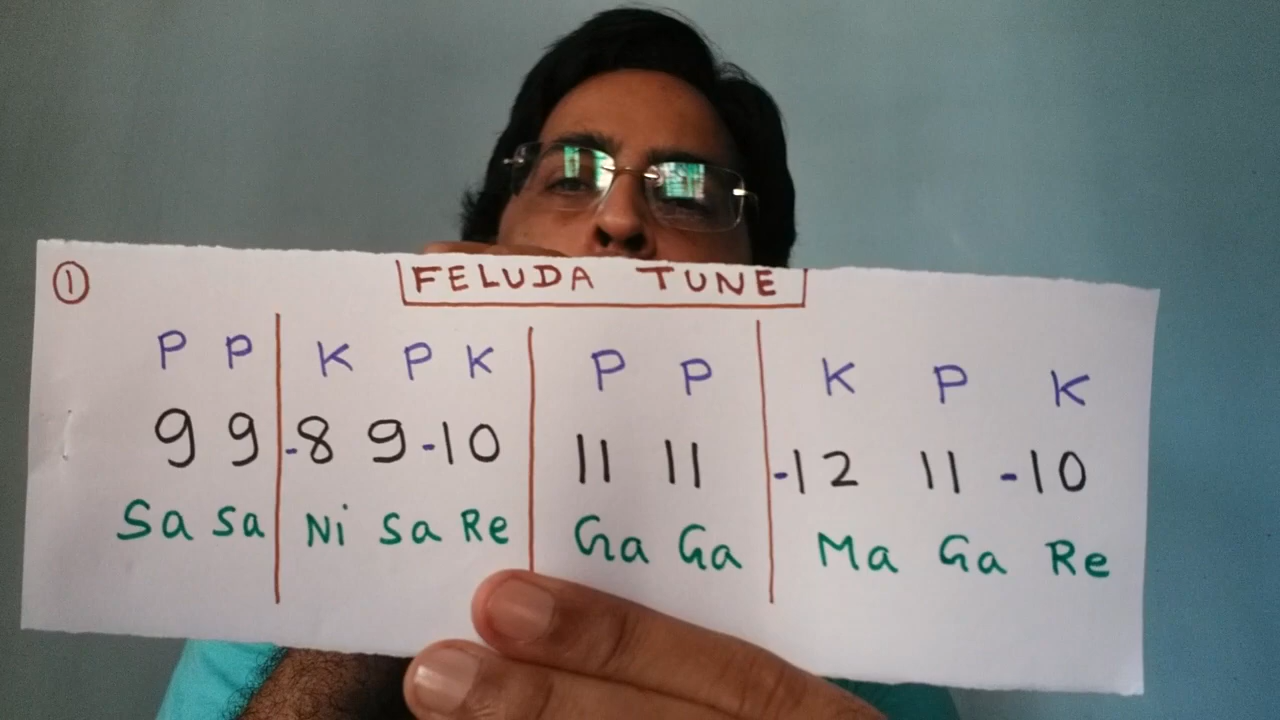 ① FELUDA TUNE
P P K P K P P K P K
9 9 -8 9 -10 11 11 -12 11 -10
Sa Sa Ni Sa Re Ga Ga Ma Ga Re